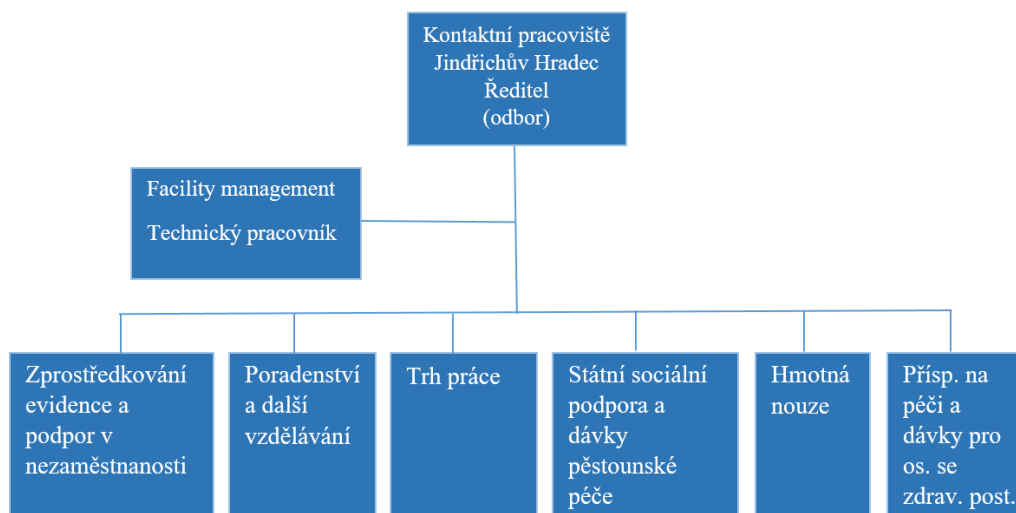 Kontaktní pracoviště
Jindřichův Hradec
Ředitel
(odbor)
Facility management
Technický pracovník
Zprostředkování
evidence a
podpor v
nezaměstnanosti
Poradenství
a další
vzdělávání
Trh práce
Státní sociální
podpora a
dávky
pěstounské
péče
Hmotná
nouze
Přísp. na
péči a
dávky pro
os. se
zdrav. post.